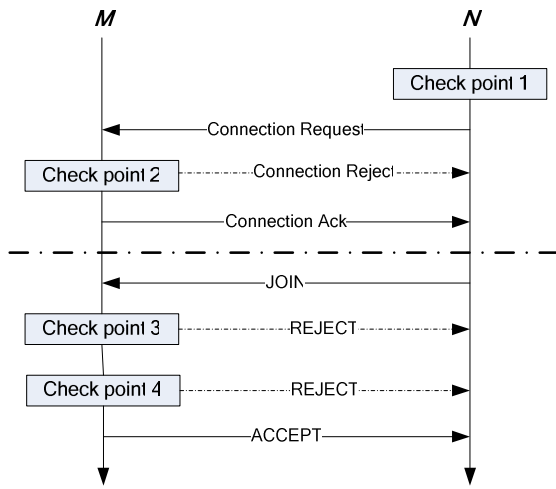 M N
Check point 1
Connection Request
Check point 2 Connection Reject
Connection Ack
JOIN
Check point 3 REJECT
Check point 4 REJECT
ACCEPT